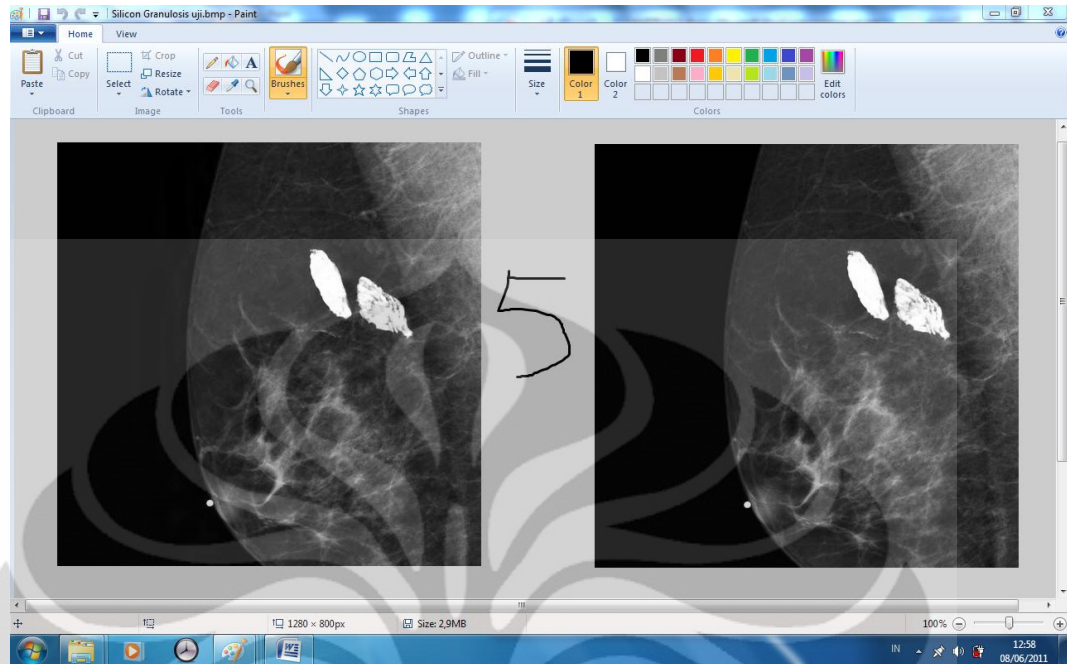 Silicon Granulosis uji.bmp - Paint
Home View
Paste
Cut
Copy
Clipboard
Select
Crop
Resize
Rotate
Image
A
Tools
Brushes
Outline
Fill
Shapes
Size
Color 1
Color 2
Edit colors
Colors
5
1280 × 800px
Size: 2,9MB
100%
IN
12:58
08/06/2011